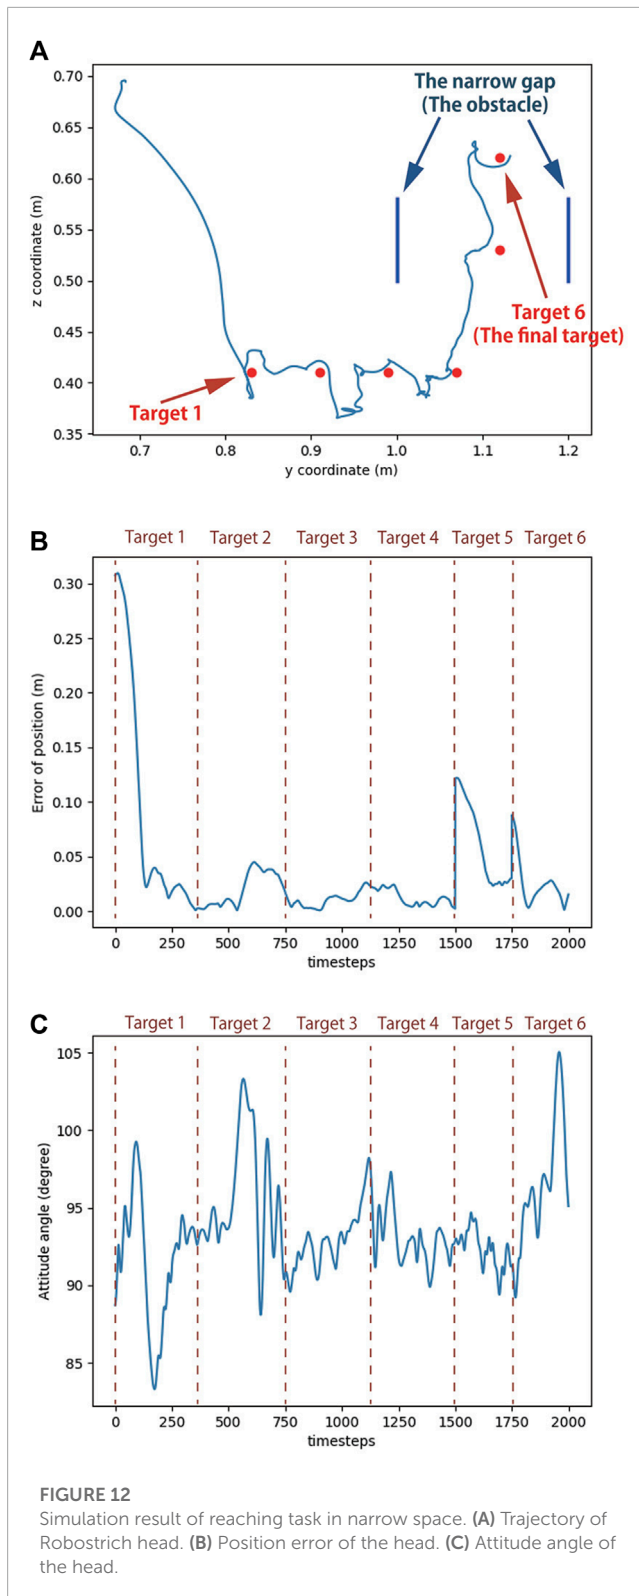 A
The narrow gap
(The obstacle)
0.70
0.65
0.60
0.55
0.50
0.45
0.40
0.35
z coordinate (m)
Target 6
(The final target)
Target 1
0.7 0.8 0.9 1.0 1.1 1.2
y coordinate (m)
B
Target 1 Target 2 Target 3 Target 4 Target 5 Target 6
0.30
0.25
0.20
0.15
0.10
0.05
0.00
Error of position (m)
0 250 500 750 1000 1250 1500 1750 2000
timesteps
C
Target 1 Target 2 Target 3 Target 4 Target 5 Target 6
105
100
95
90
85
Attitude angle (degree)
0 250 500 750 1000 1250 1500 1750 2000
timesteps
FIGURE 12
Simulation result of reaching task in narrow space. (A) Trajectory of
Robostrich head. (B) Position error of the head. (C) Attitude angle of
the head.